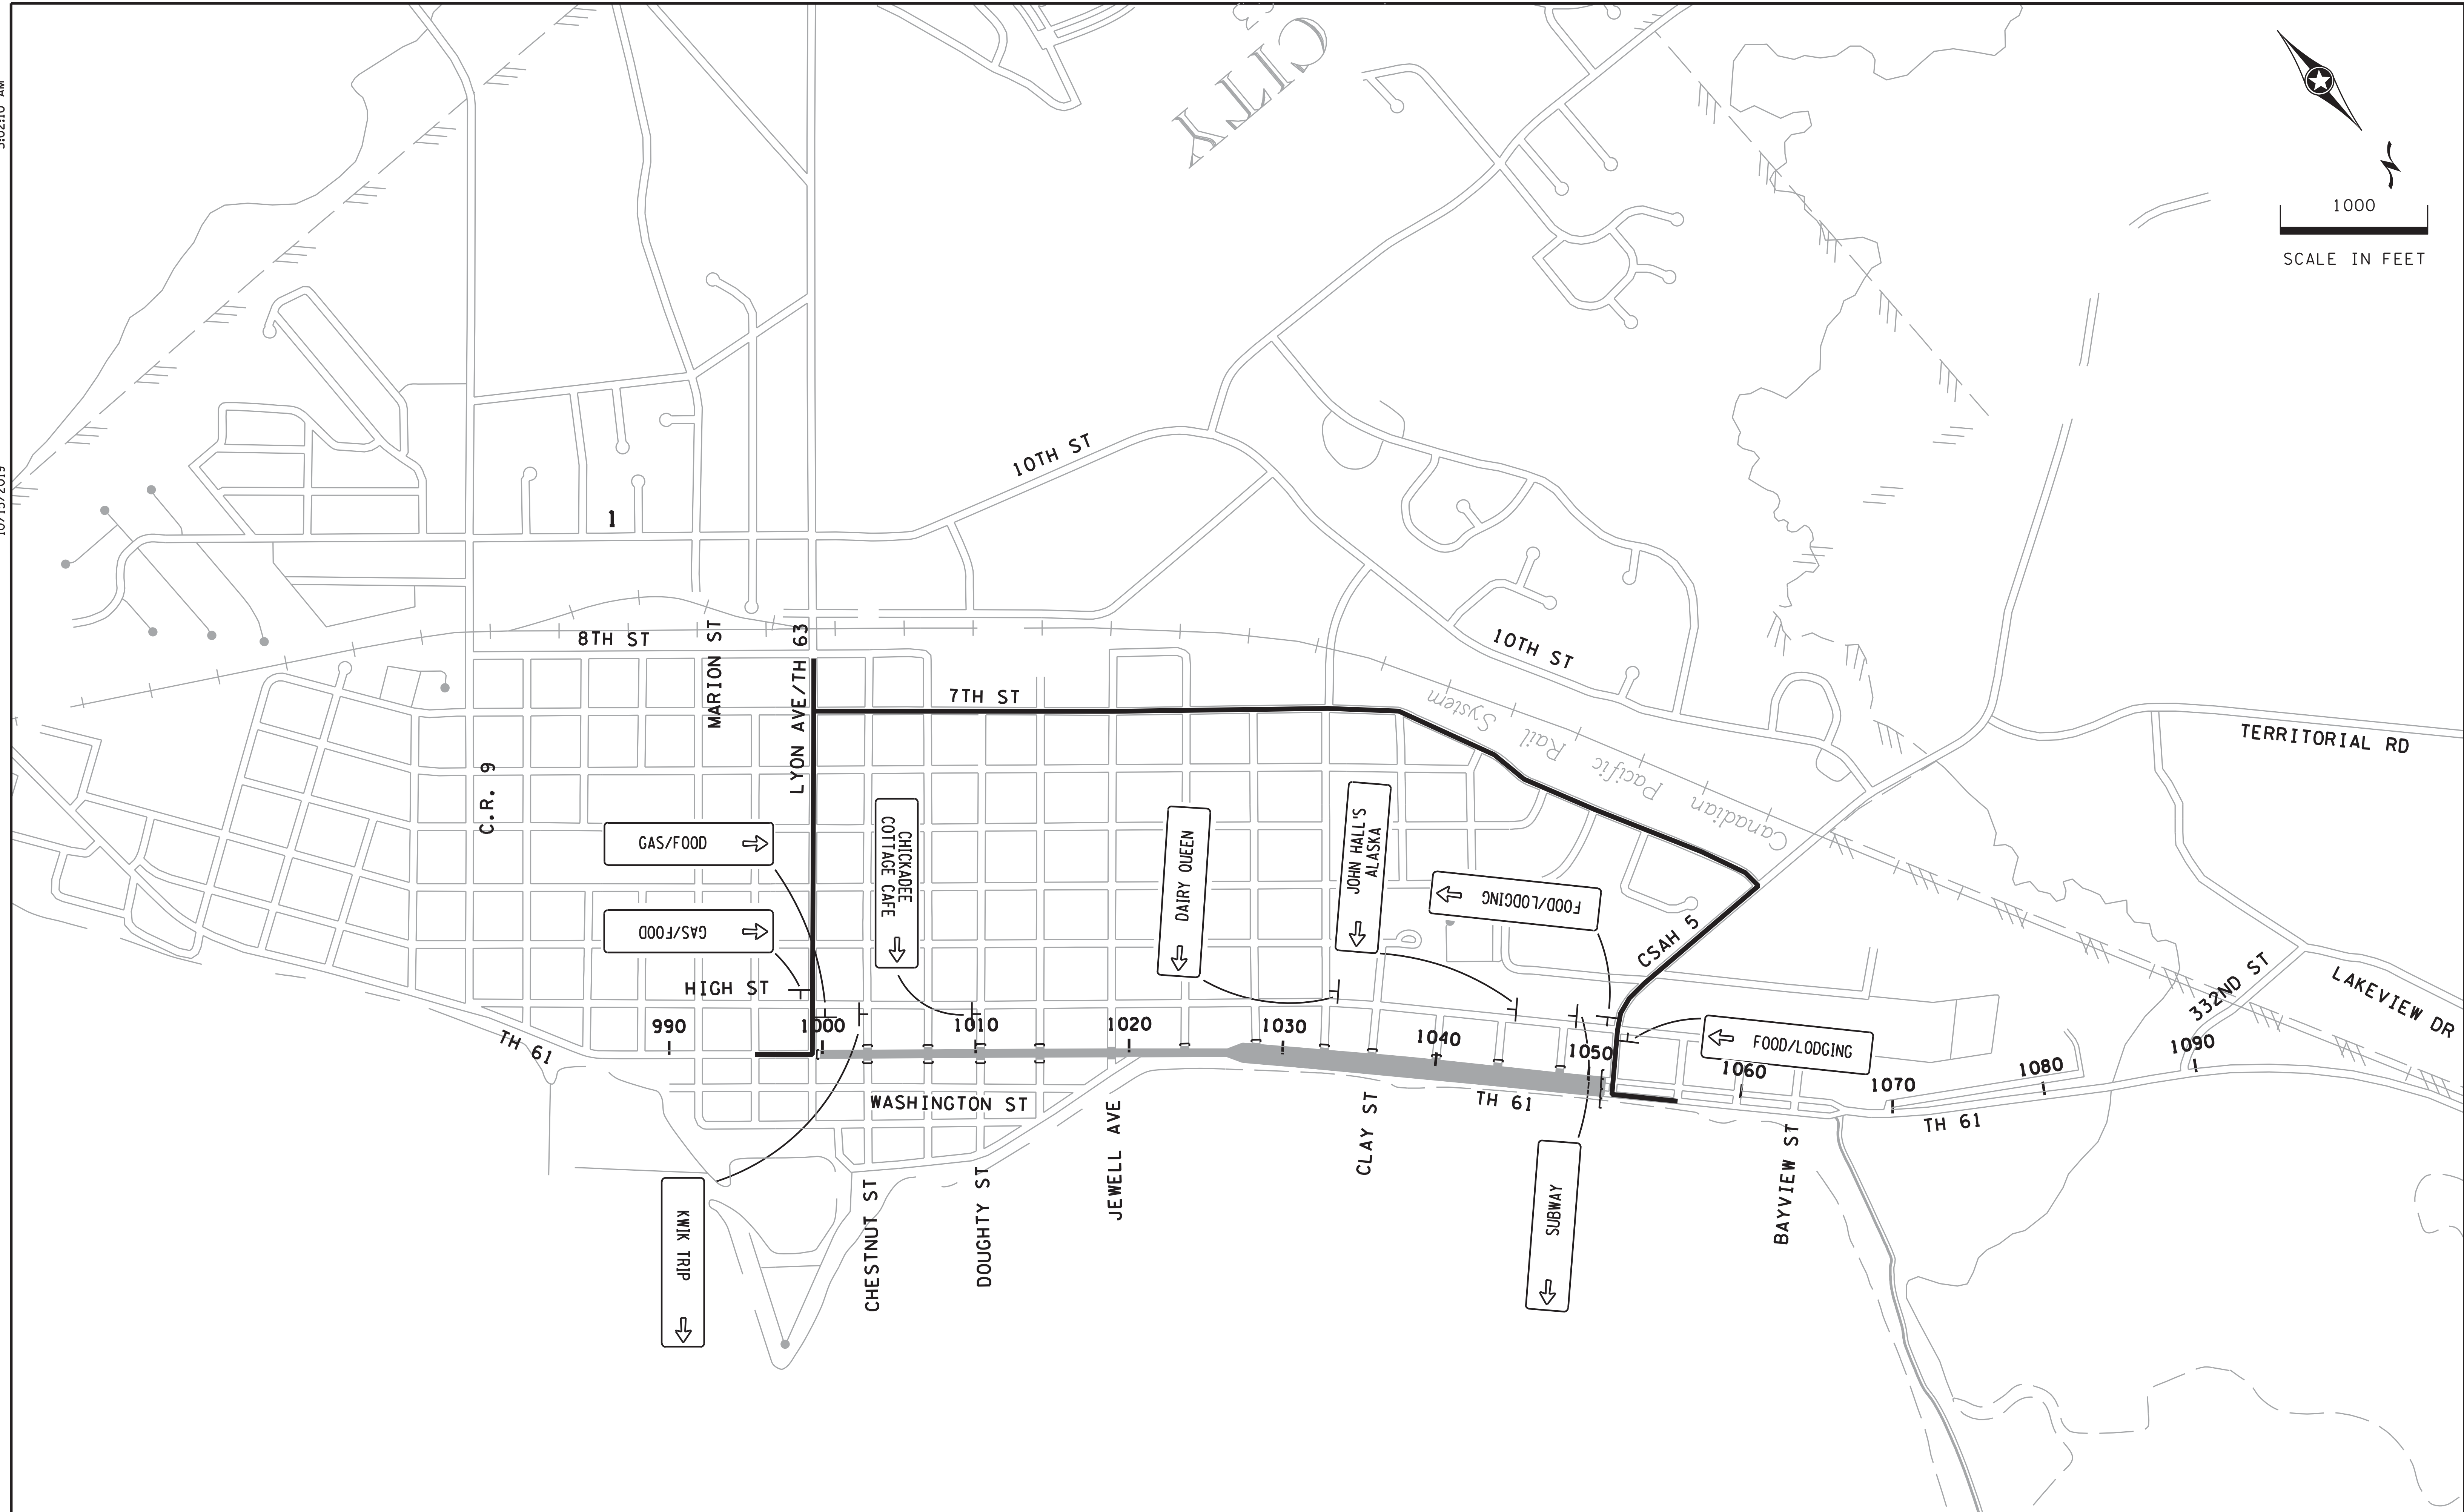 CITY
1000
SCALE IN FEET
10TH ST
1
8TH ST
MARION ST
LYON AVE/TH 63
7TH ST
10TH ST
Canadian Pacific Rail System
TERRITORIAL RD
C.R. 9
GAS/FOOD
CHICKADEE
COTTAGE CAFE
DAIRY QUEEN
JOHN HALL'S
ALASKA
FOOD/LODGING
GAS/FOOD
CSAH 5
HIGH ST
332ND ST
LAKEVIEW DR
990
1000
1010
1020
1030
1040
1050
1060
1070
1080
1090
FOOD/LODGING
TH 61
WASHINGTON ST
TH 61
TH 61
JEWELL AVE
CLAY ST
BAYVIEW ST
CHESTNUT ST
DOUGHTY ST
KWIK TRIP
SUBWAY